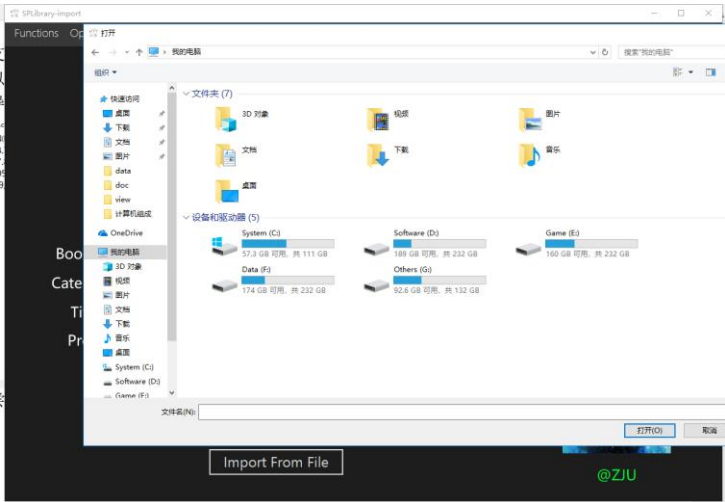 SPLibrary-import
Functions Op
打开
我的电脑
搜索"我的电脑"
组织
快速访问
桌面
下载
文档
图片
data
doc
view
计算机组成
OneDrive
我的电脑
3D 对象
视频
图片
文档
下载
音乐
桌面
System (C:)
Software (D:)
Game (E:)
文件夹 (7)
3D 对象
视频
图片
文档
下载
音乐
桌面
设备和驱动器 (5)
System (C:)
57.3 GB 可用，共 111 GB
Software (D:)
189 GB 可用，共 232 GB
Game (E:)
160 GB 可用，共 232 GB
Data (F:)
174 GB 可用，共 232 GB
Others (G:)
92.6 GB 可用，共 132 GB
Boo
Cate
Ti
Pr
文件名(N):
打开(O)
取消
Import From File
@ZJU